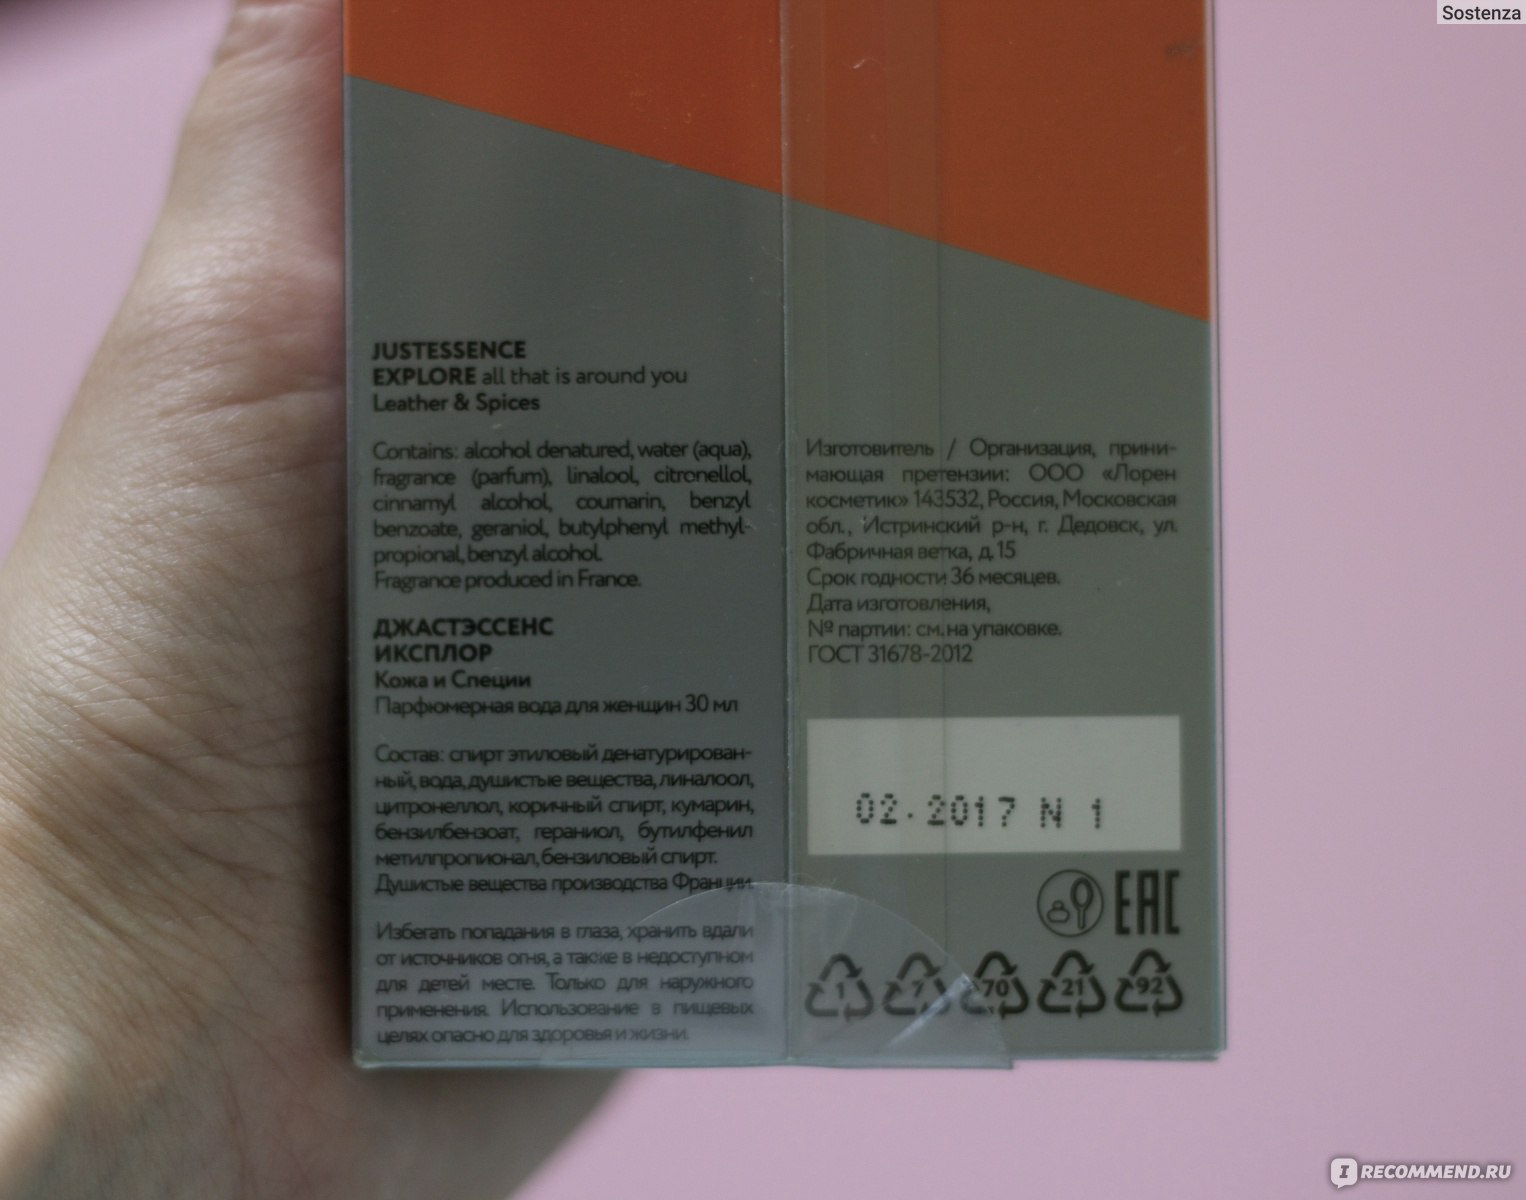 Sostenza
JUSTESSENCE
EXPLORE all that is around you
Leather & Spices
Contains: alcohol denatured, water (aqua),
fragrance (parfum), linalool, citronellol,
cinnamyl alcohol, coumarin, benzyl
benzoate, geraniol, butylphenyl methyl-
propional, benzyl alcohol.
Fragrance produced in France.
ДЖАСТЭССЕНС
ИКСПЛОР
Кожа и Специи
Парфюмерная вода для женщин 30 мл
Состав: спирт этиловый денатурирован-
ный, вода, душистые вещества, линалоол,
цитронеллол, коричный спирт, кумарин,
бензилбензоат, гераниол, бутилфенил
метилпропионал, бензиловый спирт.
Душистые вещества производства Франции.
Избегать попадания в глаза, хранить вдали
от источников огня, а также в недоступном
для детей месте. Только для наружного
применения. Использование в пищевых
целях опасно для здоровья и жизни.
Изготовитель / Организация, прини-
мающая претензии: ООО «Лорен
косметик» 143532, Россия, Московская
обл., Истринский р-н, г. Дедовск, ул.
Фабричная ветка, д. 15
Срок годности 36 месяцев.
Дата изготовления,
№ партии: см. на упаковке.
ГОСТ 31678-2012
02.2017 N 1
EAC
1 7 70 21 92
IRECOMMEND.RU